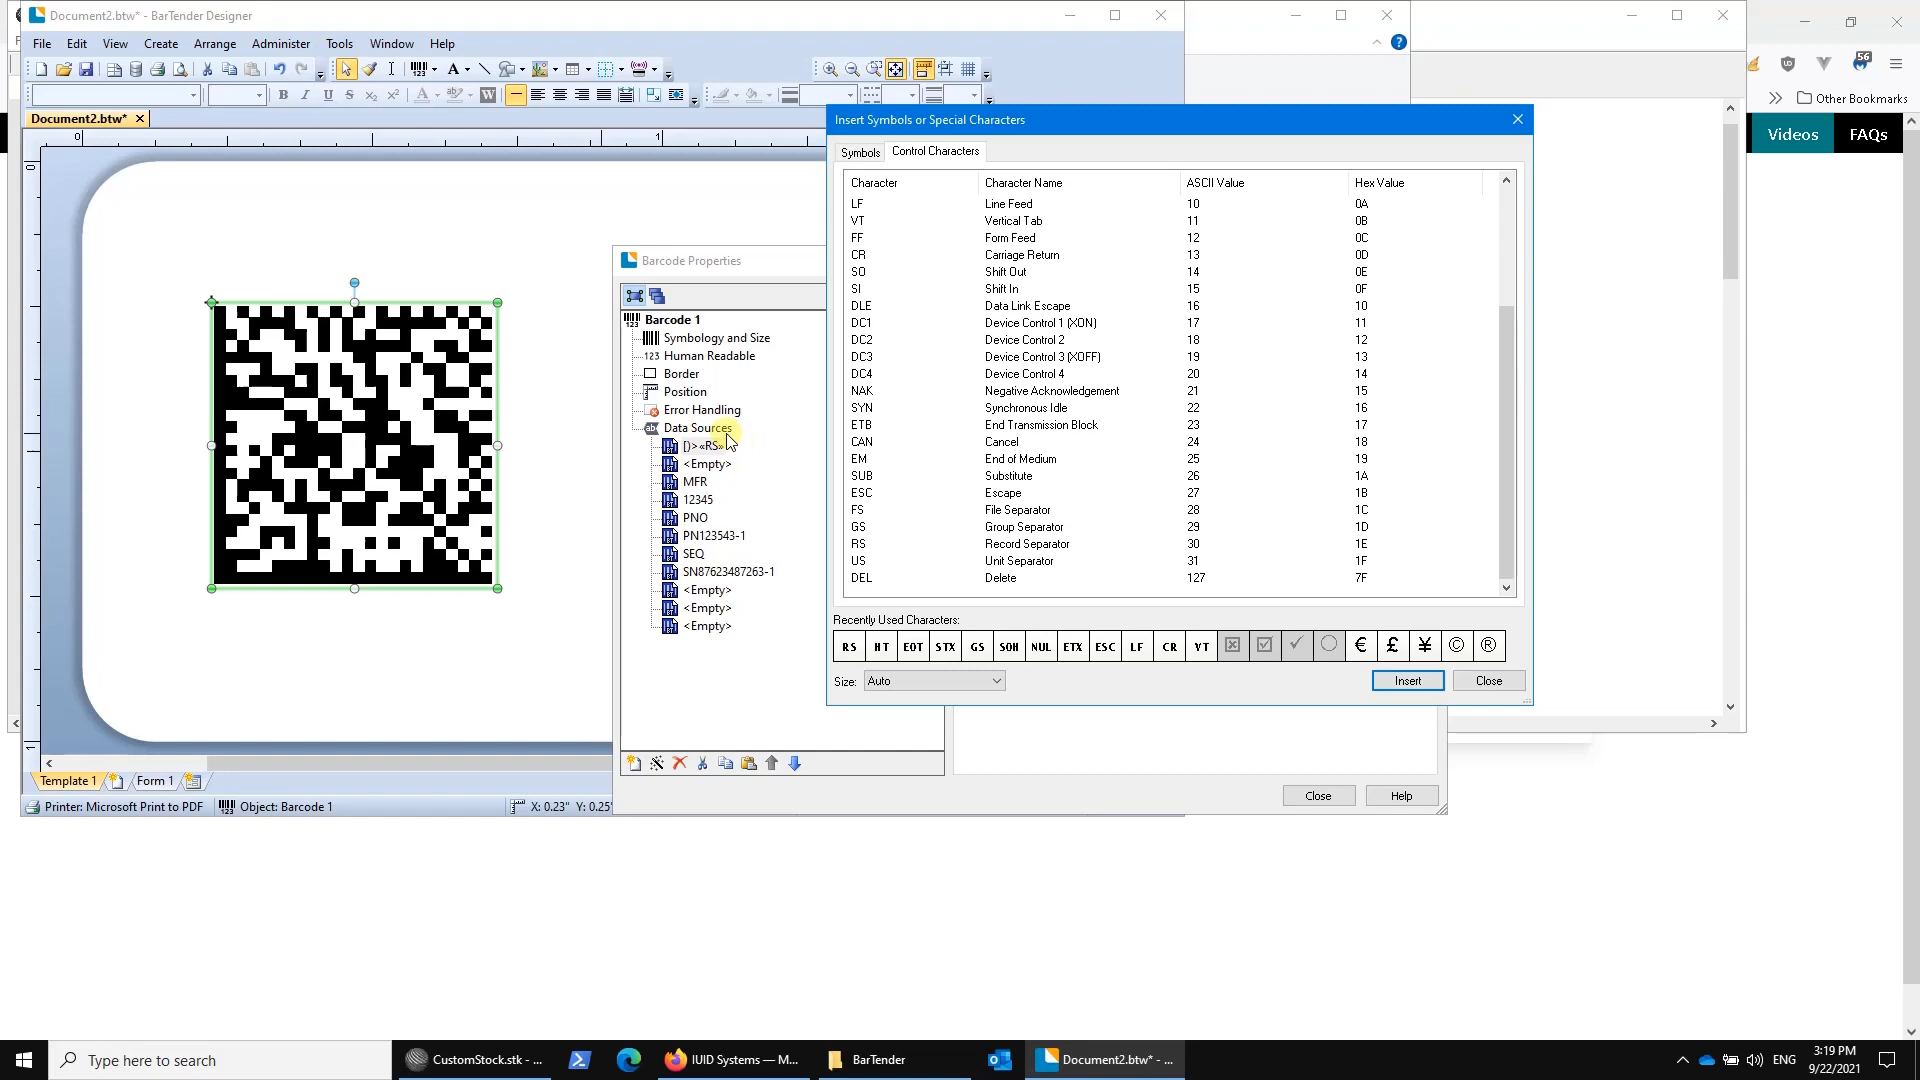 Document2.btw* - BarTender Designer
File Edit View Create Arrange Administer Tools Window Help
56
Other Bookmarks
Document2.btw*
Videos FAQs
0 1
0
1
Insert Symbols or Special Characters
Symbols Control Characters
Character Character Name ASCII Value Hex Value
LF Line Feed 10 0A
VT Vertical Tab 11 0B
FF Form Feed 12 0C
CR Carriage Return 13 0D
SO Shift Out 14 0E
SI Shift In 15 0F
DLE Data Link Escape 16 10
DC1 Device Control 1 (XON) 17 11
DC2 Device Control 2 18 12
DC3 Device Control 3 (XOFF) 19 13
DC4 Device Control 4 20 14
NAK Negative Acknowledgement 21 15
SYN Synchronous Idle 22 16
ETB End Transmission Block 23 17
CAN Cancel 24 18
EM End of Medium 25 19
SUB Substitute 26 1A
ESC Escape 27 1B
FS File Separator 28 1C
GS Group Separator 29 1D
RS Record Separator 30 1E
US Unit Separator 31 1F
DEL Delete 127 7F
Recently Used Characters:
RS HT EOT STX GS SOH NUL ETX ESC LF CR VT € £ ¥ © ®
Size: Auto Insert Close
Barcode Properties
Barcode 1
Symbology and Size
123 Human Readable
Border
Position
Error Handling
Data Sources
[)>«RS»
<Empty>
MFR
12345
PNO
PN123543-1
SEQ
SN87623487263-1
<Empty>
<Empty>
<Empty>
Close Help
Template 1 Form 1
Printer: Microsoft Print to PDF Object: Barcode 1 X: 0.23" Y: 0.25"
Type here to search
CustomStock.stk - ...
IUID Systems — M...
BarTender
Document2.btw* - ...
ENG
3:19 PM
9/22/2021